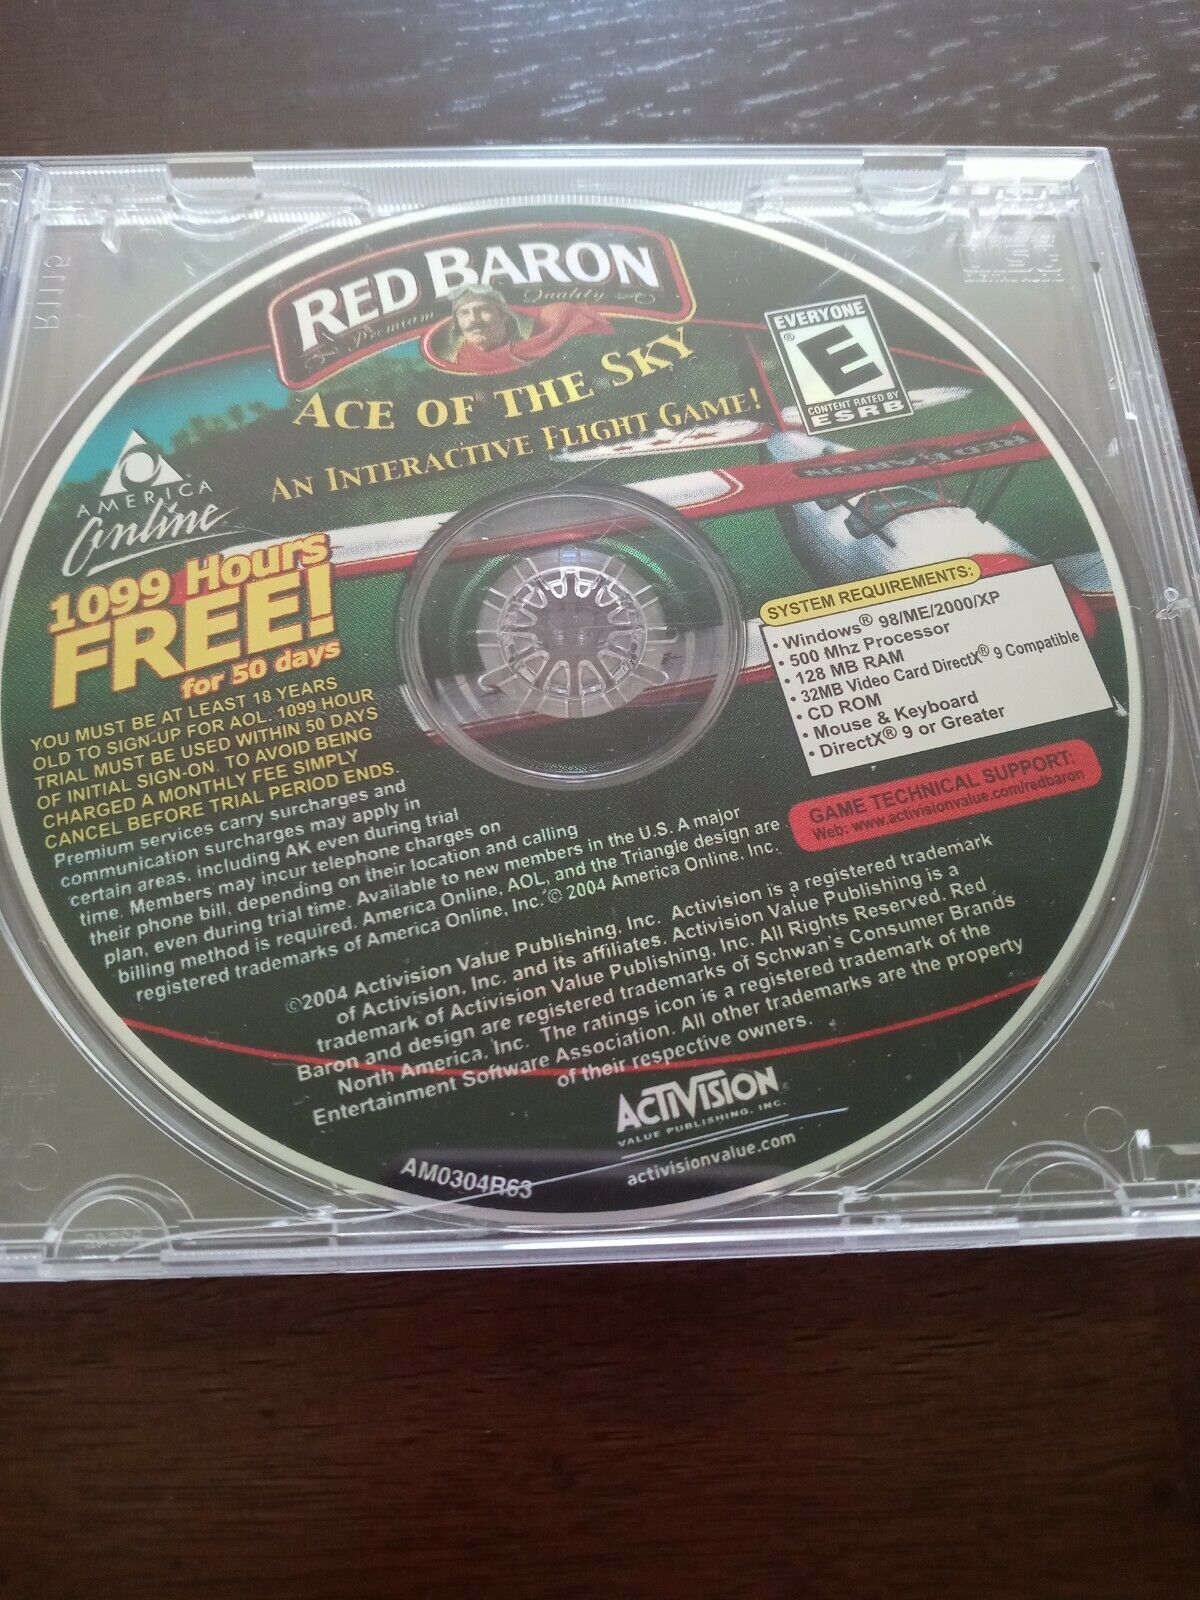 RED BARON
Premium Quality
ACE OF THE SKY
AN INTERACTIVE FLIGHT GAME!
EVERYONE
E
®
CONTENT RATED BY
ESRB
RED BARON
AMERICA
Online
1099 Hours
FREE!
for 50 days
YOU MUST BE AT LEAST 18 YEARS
OLD TO SIGN-UP FOR AOL. 1099 HOUR
TRIAL MUST BE USED WITHIN 50 DAYS
OF INITIAL SIGN-ON. TO AVOID BEING
CHARGED A MONTHLY FEE SIMPLY
CANCEL BEFORE TRIAL PERIOD ENDS.
Premium services carry surcharges and
communication surcharges may apply in
certain areas, including AK even during trial
time. Members may incur telephone charges on
their phone bill, depending on their location and calling
plan, even during trial time. Available to new members in the U.S. A major
billing method is required. America Online, AOL, and the Triangle design are
registered trademarks of America Online, Inc. © 2004 America Online, Inc.
SYSTEM REQUIREMENTS:
• Windows® 98/ME/2000/XP
• 500 Mhz Processor
• 128 MB RAM
• 32MB Video Card DirectX® 9 Compatible
• CD ROM
• Mouse & Keyboard
• DirectX® 9 or Greater
GAME TECHNICAL SUPPORT:
Web: www.activisionvalue.com/redbaron
©2004 Activision Value Publishing, Inc. Activision is a registered trademark
of Activision, Inc. and its affiliates. Activision Value Publishing is a
trademark of Activision Value Publishing, Inc. All Rights Reserved. Red
Baron and design are registered trademarks of Schwan's Consumer Brands
North America, Inc. The ratings icon is a registered trademark of the
Entertainment Software Association. All other trademarks are the property
of their respective owners.
ACTIVISION
VALUE PUBLISHING, INC.
activisionvalue.com
AM0304R63